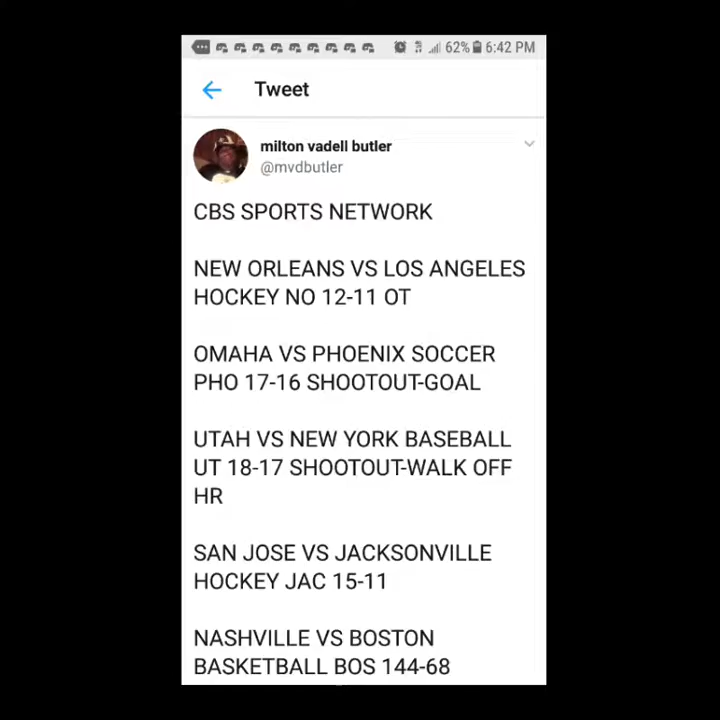 62% 6:42 PM
Tweet
milton vadell butler
@mvdbutler
CBS SPORTS NETWORK
NEW ORLEANS VS LOS ANGELES
HOCKEY NO 12-11 OT
OMAHA VS PHOENIX SOCCER
PHO 17-16 SHOOTOUT-GOAL
UTAH VS NEW YORK BASEBALL
UT 18-17 SHOOTOUT-WALK OFF
HR
SAN JOSE VS JACKSONVILLE
HOCKEY JAC 15-11
NASHVILLE VS BOSTON
BASKETBALL BOS 144-68